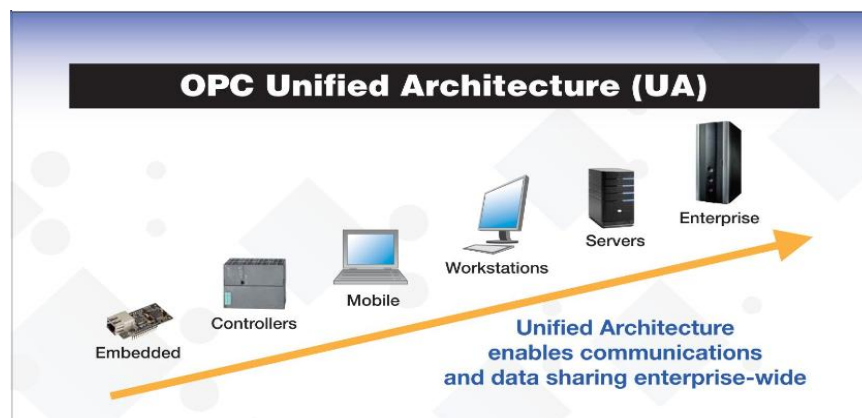 OPC Unified Architecture (UA)
Enterprise
Servers
Workstations
Mobile
Controllers
Embedded
Unified Architecture
enables communications
and data sharing enterprise-wide